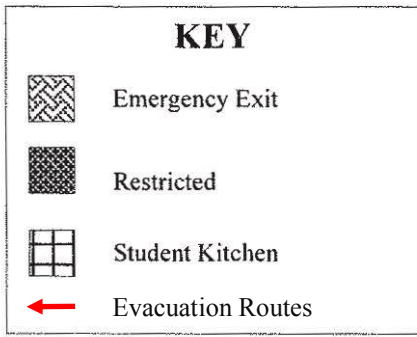 KEY
Emergency Exit
Restricted
Student Kitchen
Evacuation Routes